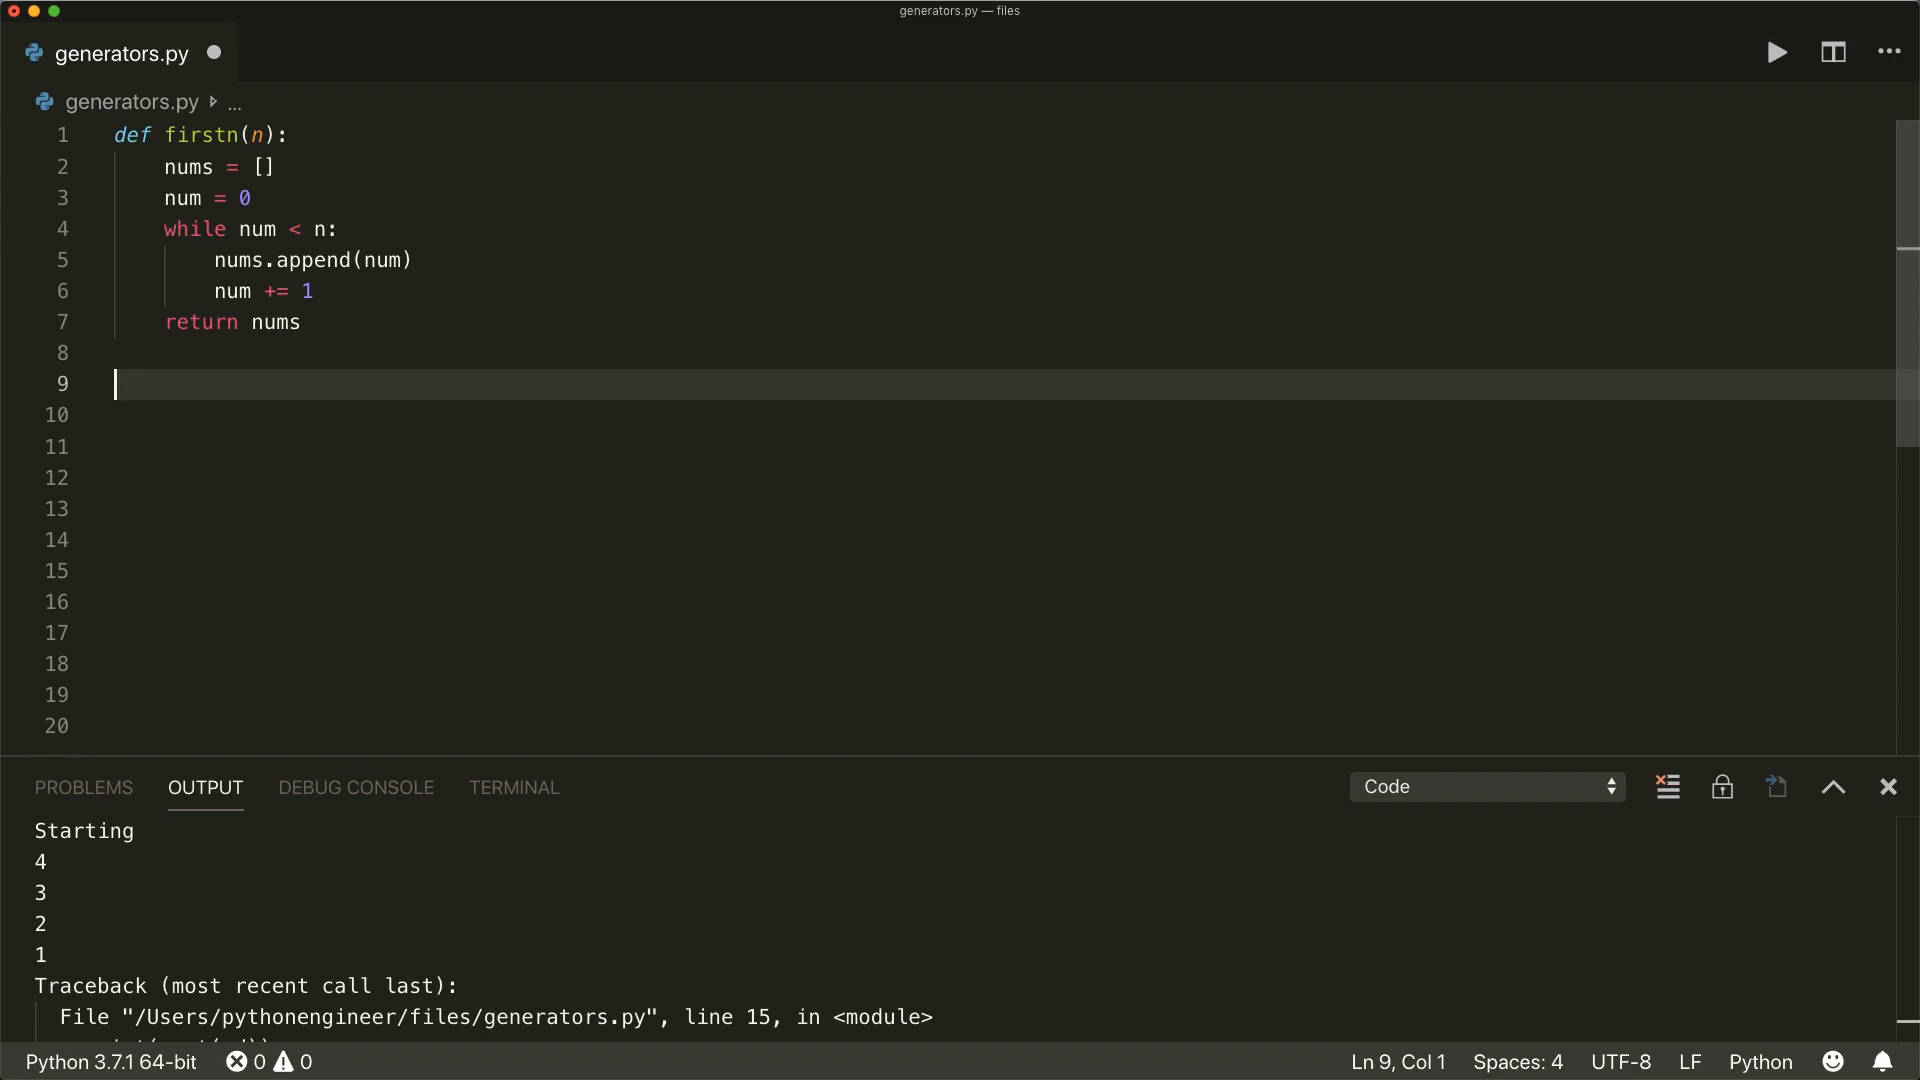 generators.py — files
generators.py
generators.py ...
1 def firstn(n):
2     nums = []
3     num = 0
4     while num < n:
5         nums.append(num)
6         num += 1
7     return nums
8
9
10
11
12
13
14
15
16
17
18
19
20
PROBLEMS OUTPUT DEBUG CONSOLE TERMINAL Code
Starting
4
3
2
1
Traceback (most recent call last):
  File "/Users/pythonengineer/files/generators.py", line 15, in <module>
Python 3.7.1 64-bit 0 0 Ln 9, Col 1 Spaces: 4 UTF-8 LF Python